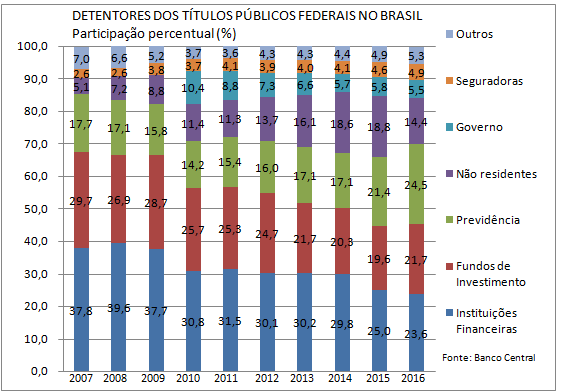 DETENTORES DOS TÍTULOS PÚBLICOS FEDERAIS NO BRASIL
Participação percentual (%)
100,0
90,0
80,0
70,0
60,0
50,0
40,0
30,0
20,0
10,0
0,0
7,0 6,6 5,2 3,7 3,6 4,3 4,3 4,4 4,9 5,3
2,6 2,6 3,8 3,7 4,1 3,9 4,0 4,1 4,6 4,9
10,4 8,8 7,3 6,6 5,7 5,8 5,5
5,1 7,2 8,8 11,4 11,3 13,7 16,1 18,6 18,8 14,4
17,7 17,1 15,8 14,2 15,4 16,0 17,1 17,1 21,4 24,5
29,7 26,9 28,7 25,7 25,3 24,7 21,7 20,3 19,6 21,7
37,8 39,6 37,7 30,8 31,5 30,1 30,2 29,8 25,0 23,6
2007 2008 2009 2010 2011 2012 2013 2014 2015 2016
Outros
Seguradoras
Governo
Não residentes
Previdência
Fundos de
Investimento
Instituições
Financeiras
Fonte: Banco Central